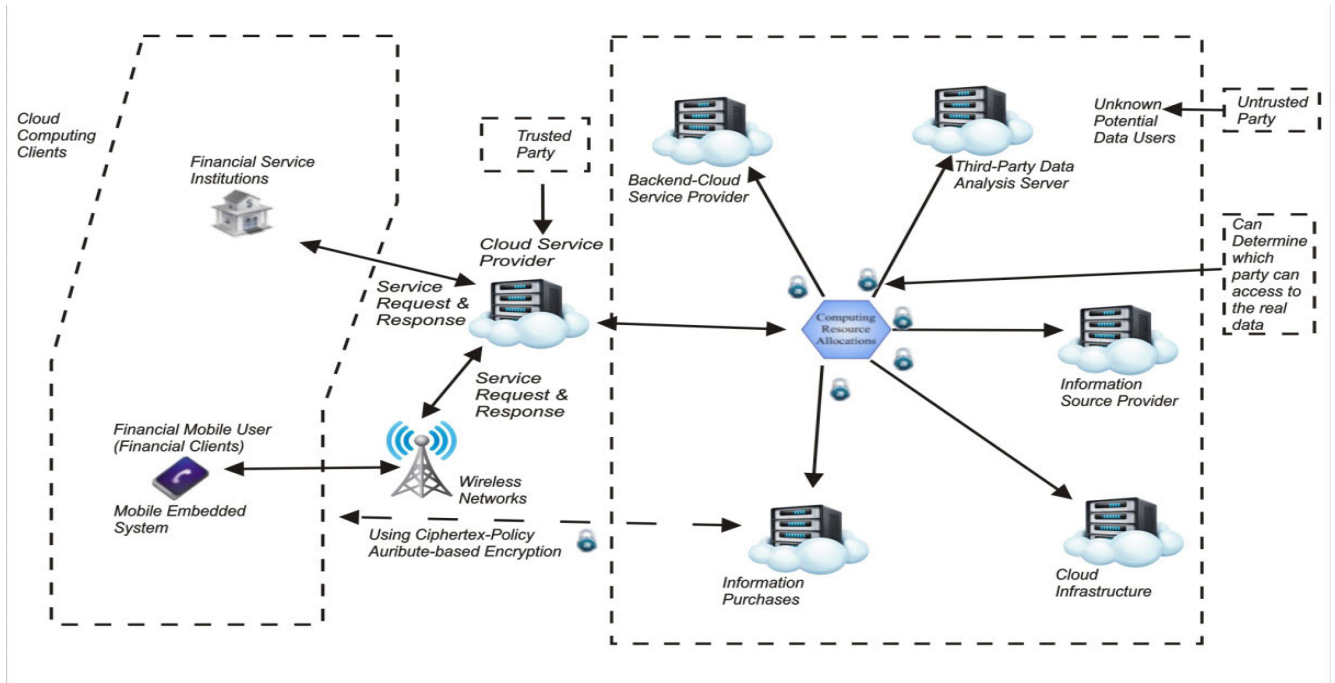 Cloud
Computing
Clients
Financial Service
Institutions
Financial Mobile User
(Financial Clients)
Mobile Embedded
System
Trusted
Party
Cloud Service
Provider
Service
Request &
Response
Service
Request &
Response
Wireless
Networks
Using Ciphertex-Policy
Auribute-based Encryption
Backend-Cloud
Service Provider
Third-Party Data
Analysis Server
Unknown
Potential
Data Users
Untrusted
Party
Computing
Resource
Allocations
Can
Determine
which
party can
access to
the real
data
Information
Source Provider
Information
Purchases
Cloud
Infrastructure